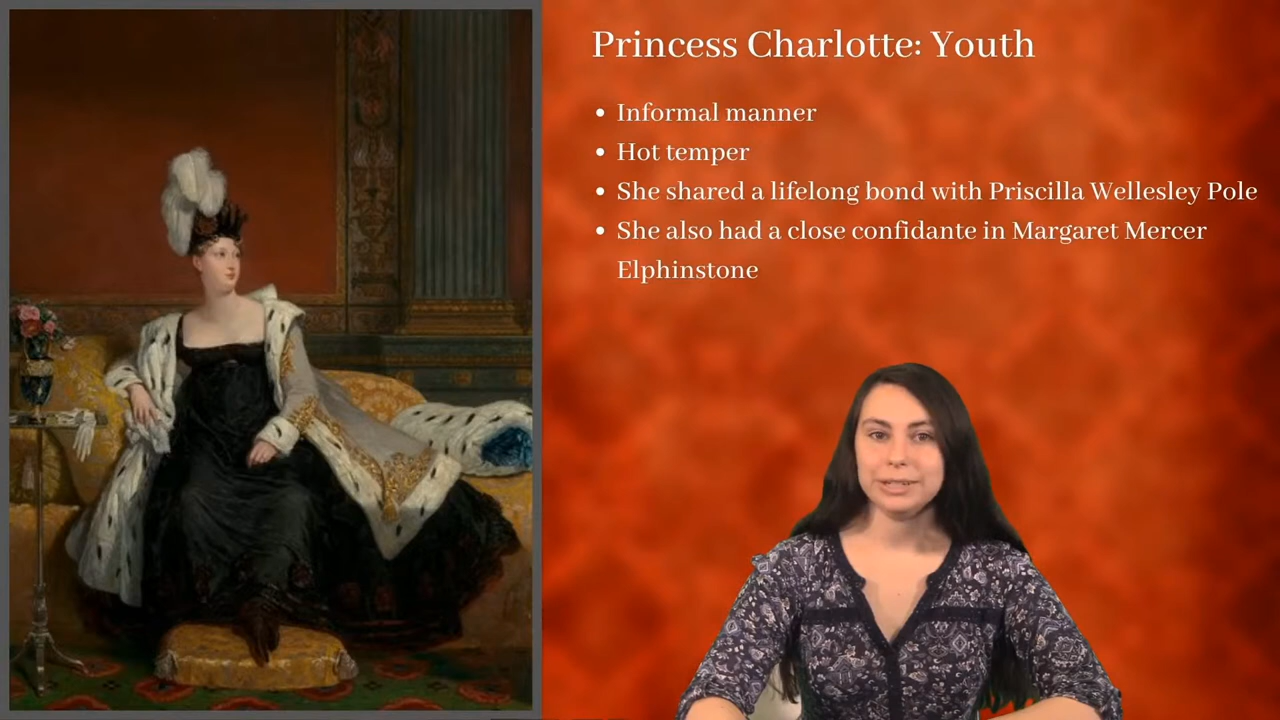 Princess Charlotte: Youth
• Informal manner
• Hot temper
• She shared a lifelong bond with Priscilla Wellesley Pole
• She also had a close confidante in Margaret Mercer
Elphinstone